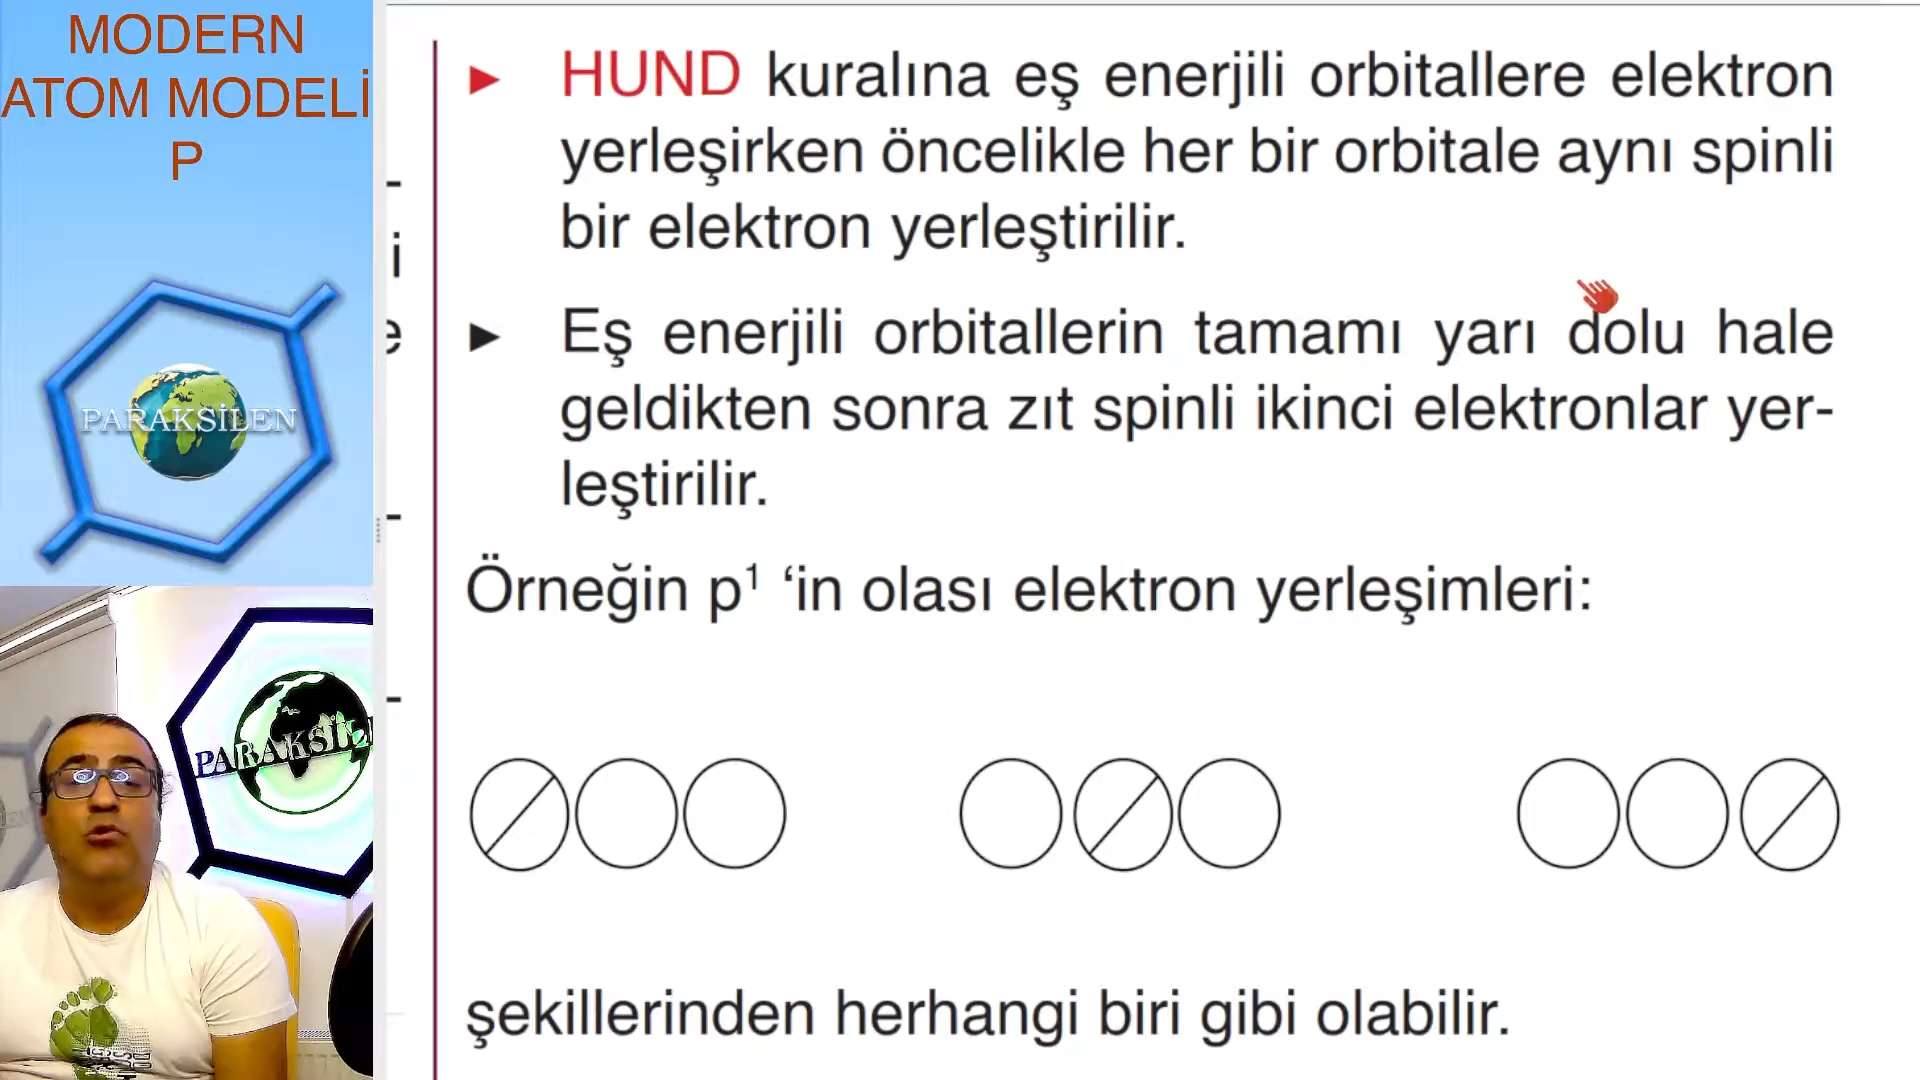 MODERN
ATOM MODELİ
P
PARAKSİLEN
PARAKSİL
HUND kuralına eş enerjili orbitallere elektron
yerleşirken öncelikle her bir orbitale aynı spinli
bir elektron yerleştirilir.
Eş enerjili orbitallerin tamamı yarı dolu hale
geldikten sonra zıt spinli ikinci elektronlar yer-
leştirilir.
Örneğin p¹ ‘in olası elektron yerleşimleri:
şekillerinden herhangi biri gibi olabilir.